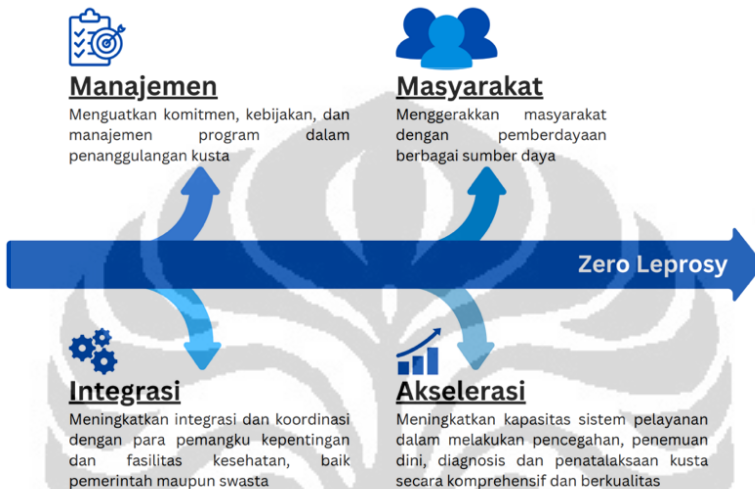 Manajemen
Menguatkan komitmen, kebijakan, dan
manajemen program dalam
penanggulangan kusta
Masyarakat
Menggerakkan masyarakat
dengan pemberdayaan
berbagai sumber daya
Zero Leprosy
Integrasi
Meningkatkan integrasi dan koordinasi
dengan para pemangku kepentingan
dan fasilitas kesehatan, baik
pemerintah maupun swasta
Akselerasi
Meningkatkan kapasitas sistem pelayanan
dalam melakukan pencegahan, penemuan
dini, diagnosis dan penatalaksaan kusta
secara komprehensif dan berkualitas